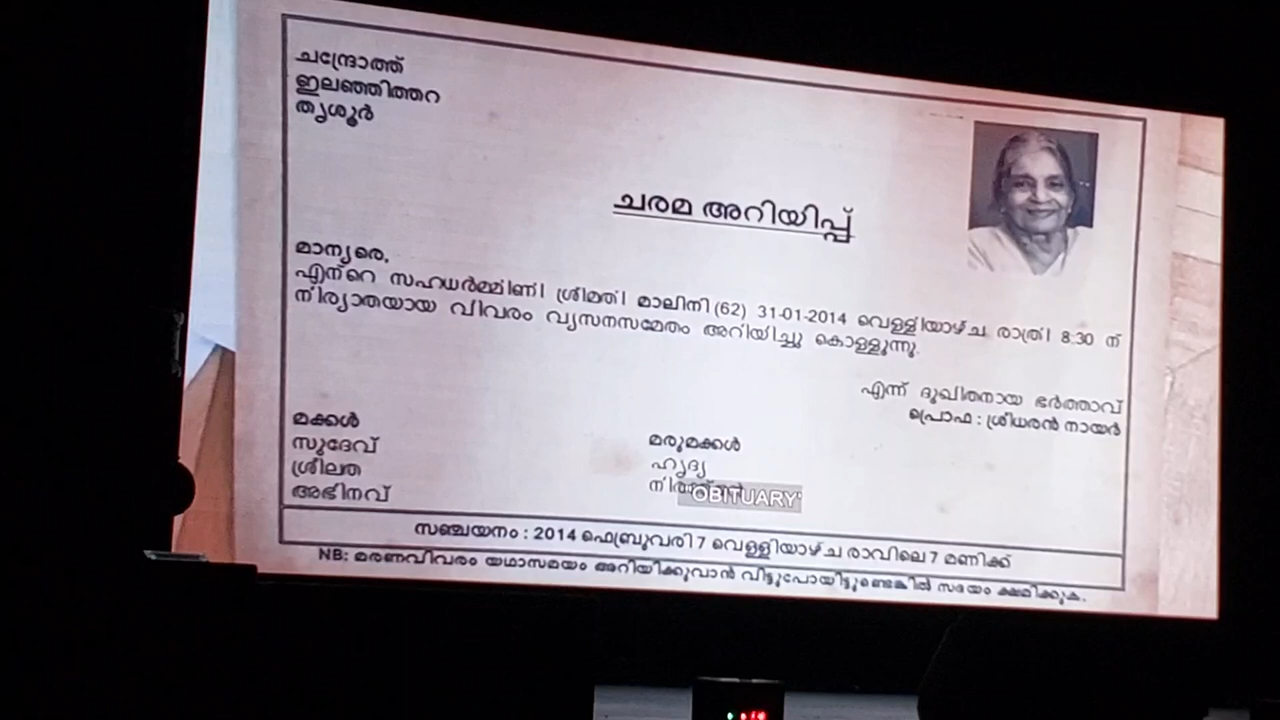 ചന്ദ്രോത്ത്
ഇലഞ്ഞിത്തറ
തൃശൂർ
ചരമ അറിയിപ്പ്
മാന്യരെ,
എന്റെ സഹധർമ്മിണി ശ്രീമതി മാലിനി (62) 31-01-2014 വെള്ളിയാഴ്ച രാത്രി 8:30 ന്
നിര്യാതയായ വിവരം വ്യസനസമേതം അറിയിച്ചു കൊള്ളുന്നു.
എന്ന് ദുഖിതനായ ഭർത്താവ്
പ്രൊഫ : ശ്രീധരൻ നായർ
മക്കൾ
സുദേവ്
ശ്രീലത
അഭിനവ്
മരുമക്കൾ
ഹൃദ്യ
"OBITUARY"
സഞ്ചയനം : 2014 ഫെബ്രുവരി 7 വെള്ളിയാഴ്ച രാവിലെ 7 മണിക്ക്
NB: മരണവിവരം യഥാസമയം അറിയിക്കുവാൻ വിട്ടുപോയിട്ടുണ്ടെങ്കിൽ സദയം ക്ഷമിക്കുക.